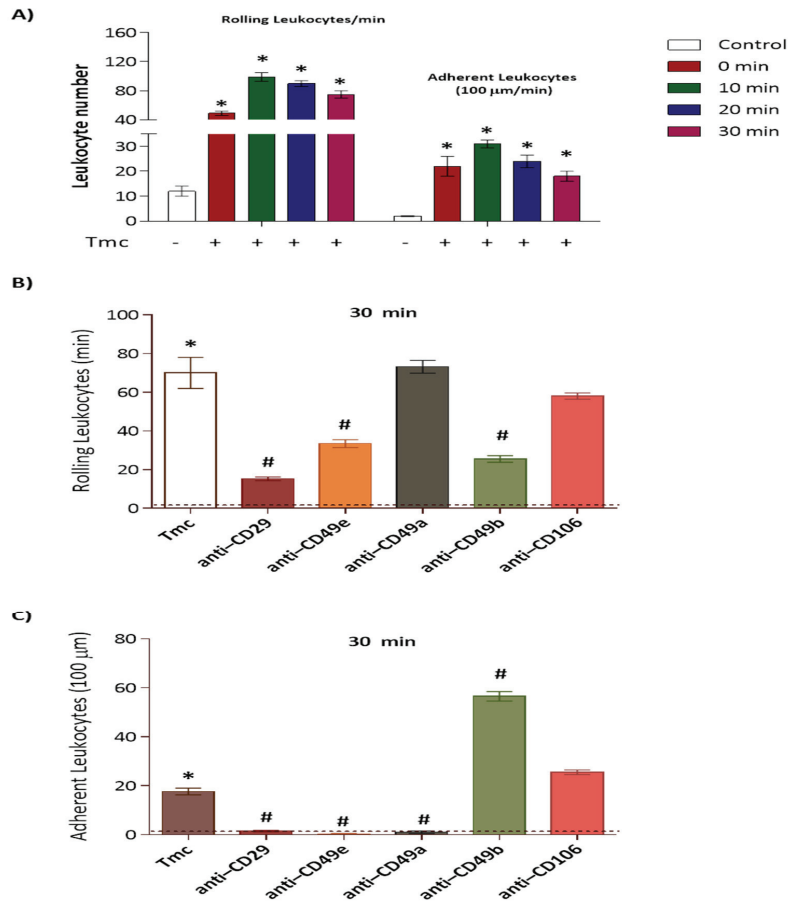 A)
Rolling Leukocytes/min
Adherent Leukocytes
(100 μm/min)
Control
0 min
10 min
20 min
30 min
Leukocyte number
160
120
80
40
30
20
10
0
* * * * * * * *
Tmc - + + + + - + + + +
B)
30 min
Rolling Leukocytes (min)
100
80
60
40
20
0
* # # #
Tmc
anti-CD29
anti-CD49e
anti-CD49a
anti-CD49b
anti-CD106
C)
30 min
Adherent Leukocytes (100 μm)
80
60
40
20
0
* # # # #
Tmc
anti-CD29
anti-CD49e
anti-CD49a
anti-CD49b
anti-CD106